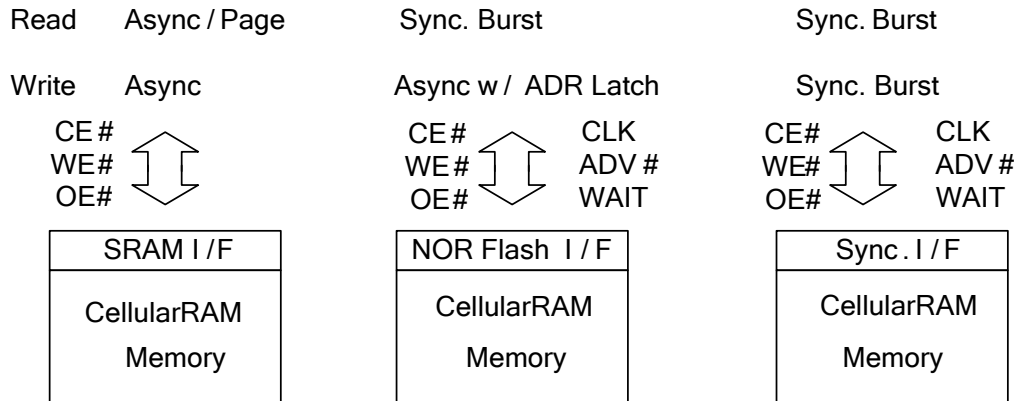 Read Async / Page Sync. Burst Sync. Burst
Write Async Async w / ADR Latch Sync. Burst
CE# CE# CLK CE# CLK
WE# WE# ADV # WE# ADV #
OE# OE# WAIT OE# WAIT
SRAM I / F NOR Flash I / F Sync . I / F
CellularRAM CellularRAM CellularRAM
Memory Memory Memory